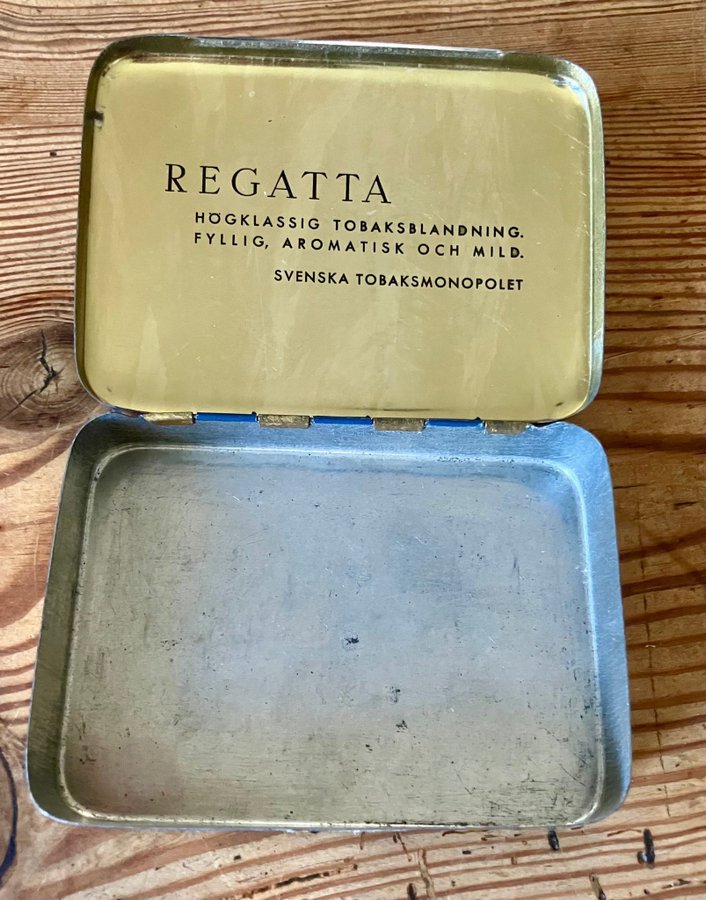 REGATTA
HÖGKLASSIG TOBAKSBLANDNING.
FYLLIG, AROMATISK OCH MILD.
SVENSKA TOBAKSMONOPOLET